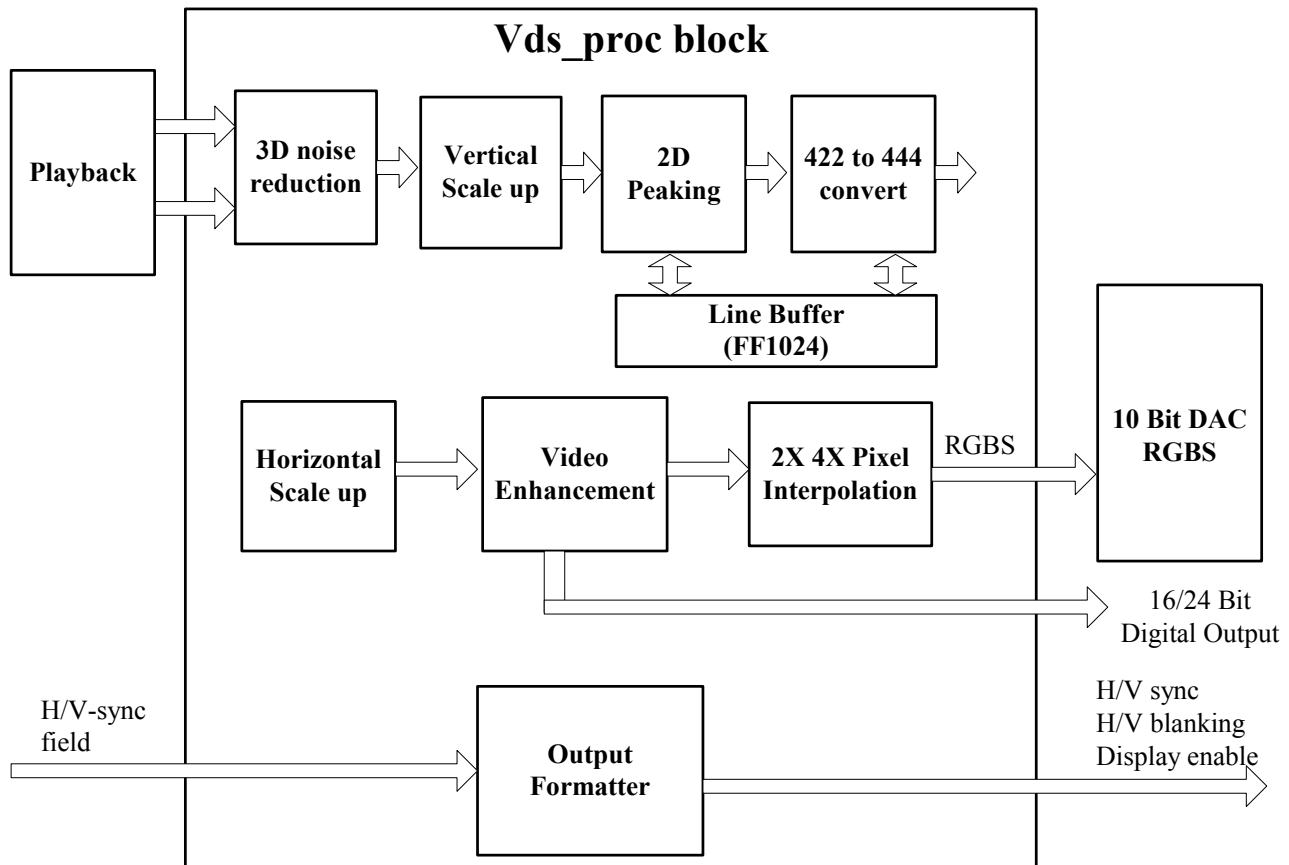 Vds_proc block
Playback
3D noise
reduction
Vertical
Scale up
2D
Peaking
422 to 444
convert
Line Buffer
(FF1024)
Horizontal
Scale up
Video
Enhancement
2X 4X Pixel
Interpolation
RGBS
10 Bit DAC
RGBS
16/24 Bit
Digital Output
H/V-sync
field
Output
Formatter
H/V sync
H/V blanking
Display enable